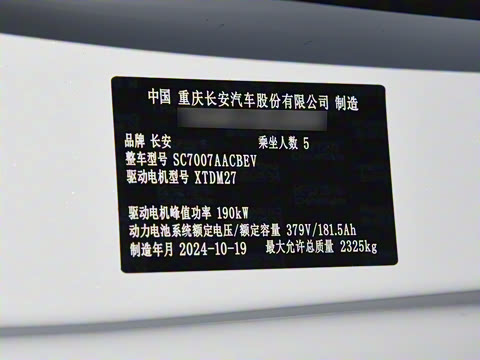 中国 重庆长安汽车股份有限公司 制造
品牌 长安 乘坐人数 5
整车型号 SC7007AACBEV
驱动电机型号 XTDM27
驱动电机峰值功率 190kW
动力电池系统额定电压/额定容量 379V/181.5Ah
制造年月 2024-10-19 最大允许总质量 2325kg